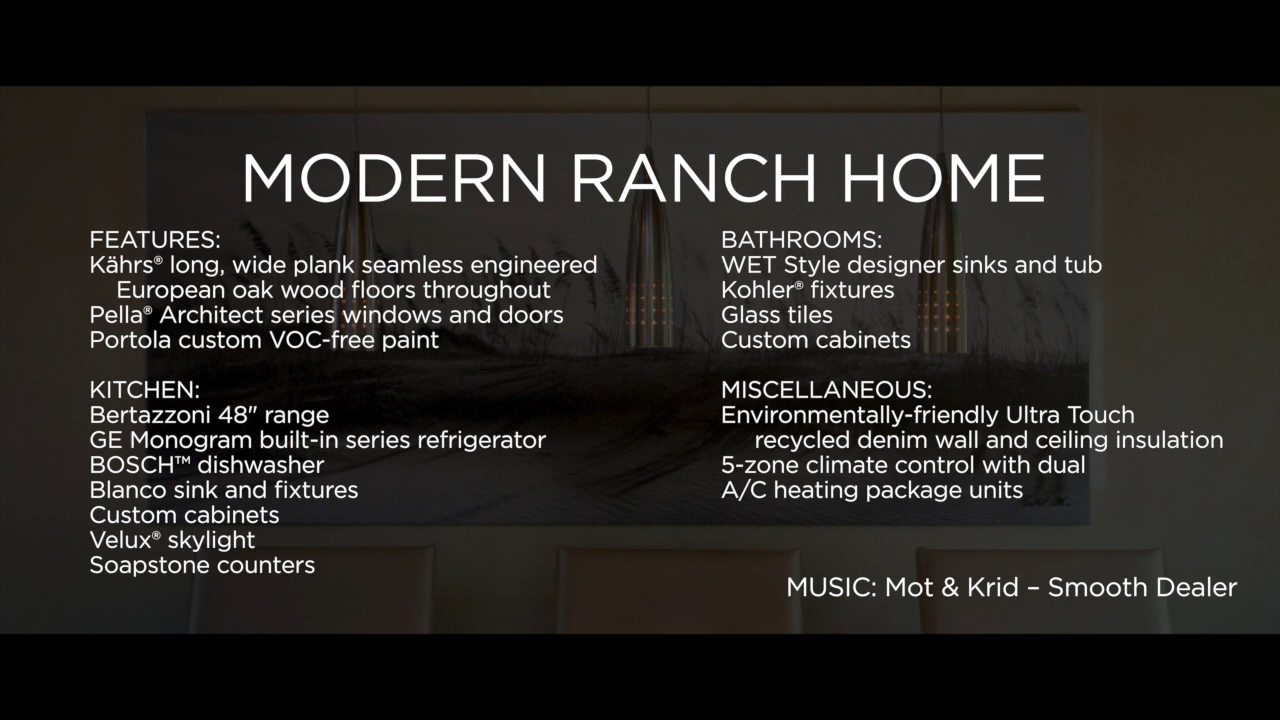 MODERN RANCH HOME
FEATURES:
Kährs® long, wide plank seamless engineered
European oak wood floors throughout
Pella® Architect series windows and doors
Portola custom VOC-free paint
KITCHEN:
Bertazzoni 48" range
GE Monogram built-in series refrigerator
BOSCH™ dishwasher
Blanco sink and fixtures
Custom cabinets
Velux® skylight
Soapstone counters
BATHROOMS:
WET Style designer sinks and tub
Kohler® fixtures
Glass tiles
Custom cabinets
MISCELLANEOUS:
Environmentally-friendly Ultra Touch
recycled denim wall and ceiling insulation
5-zone climate control with dual
A/C heating package units
MUSIC: Mot & Krid – Smooth Dealer